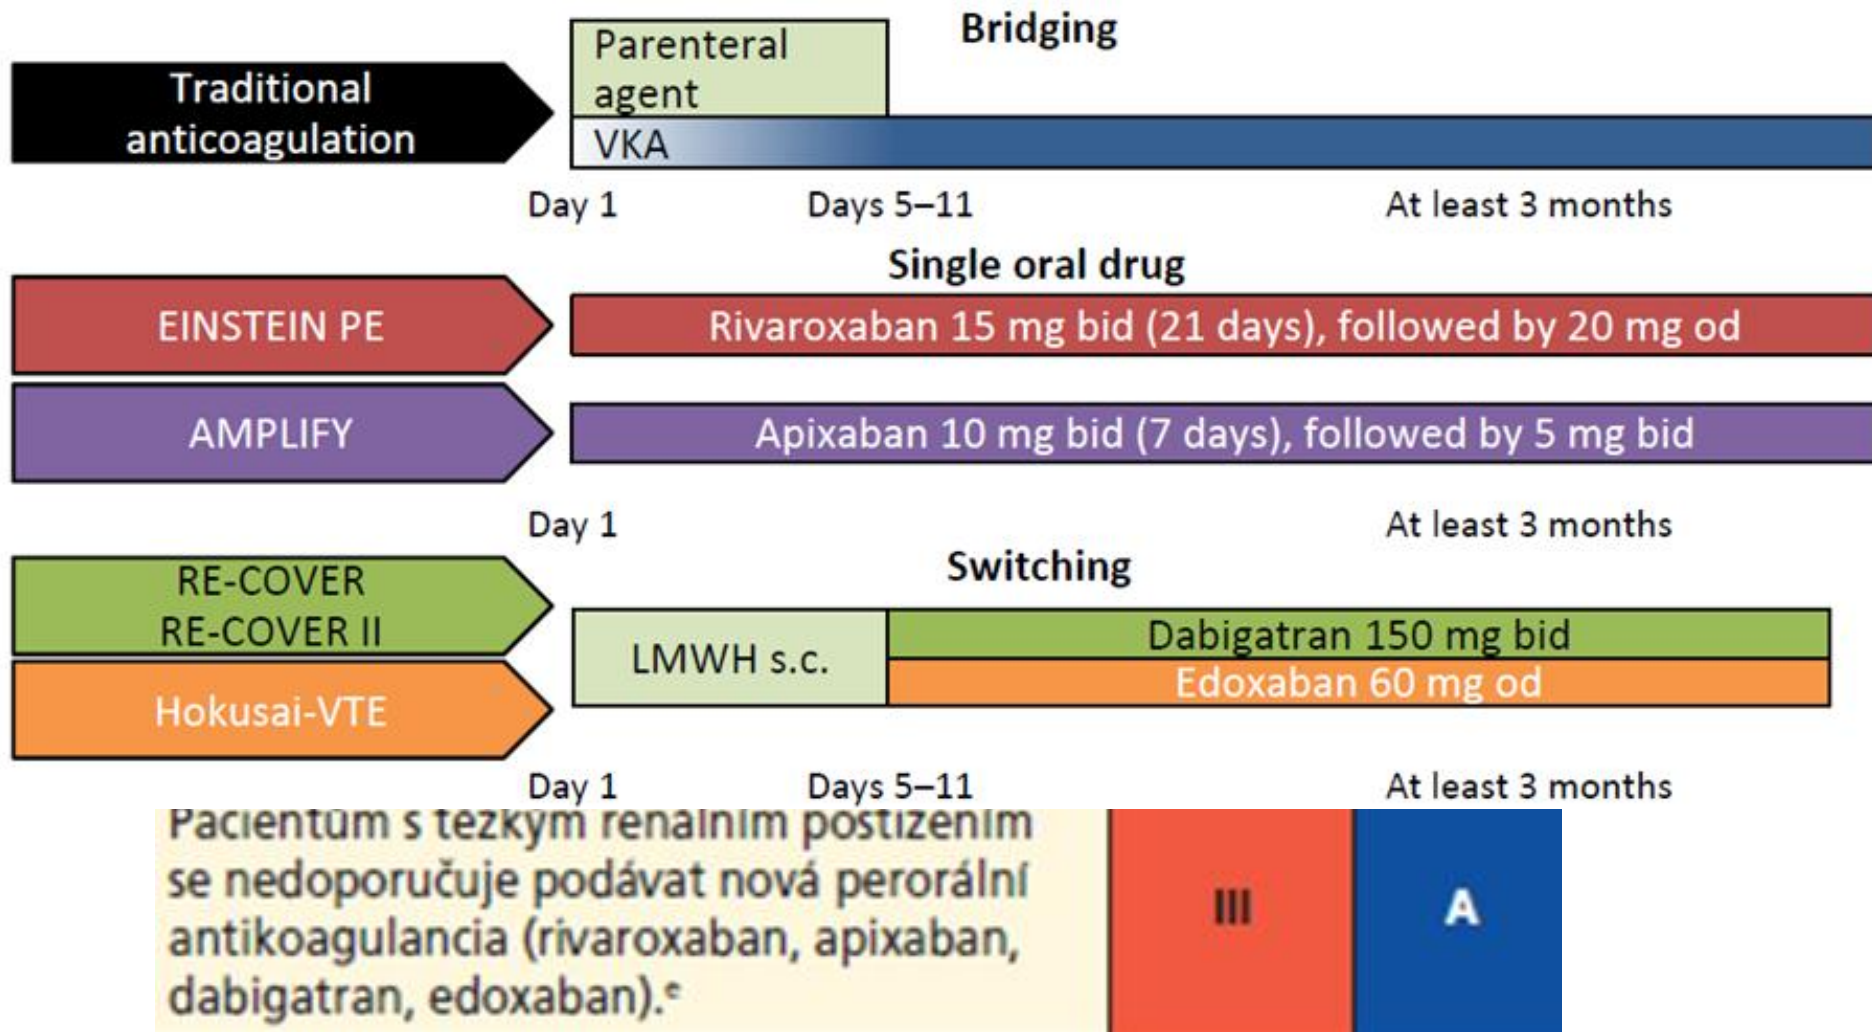 Bridging
Parenteral
agent
Traditional
anticoagulation
VKA
Day 1 Days 5–11 At least 3 months
Single oral drug
EINSTEIN PE
Rivaroxaban 15 mg bid (21 days), followed by 20 mg od
AMPLIFY
Apixaban 10 mg bid (7 days), followed by 5 mg bid
Day 1 At least 3 months
Switching
RE-COVER
RE-COVER II
Hokusai-VTE
LMWH s.c.
Dabigatran 150 mg bid
Edoxaban 60 mg od
Day 1 Days 5–11 At least 3 months
Pacientům s těžkým renálním postižením
se nedoporučuje podávat nová perorální
antikoagulancia (rivaroxaban, apixaban,
dabigatran, edoxaban).e
III
A